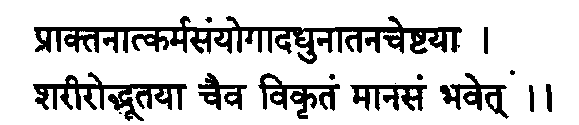 प्राक्तनात्कर्मसंयोगादधुनातनचेष्टया ।
शरीरोद्भूतया चैव विकृतं मानसं भवेत् ।।